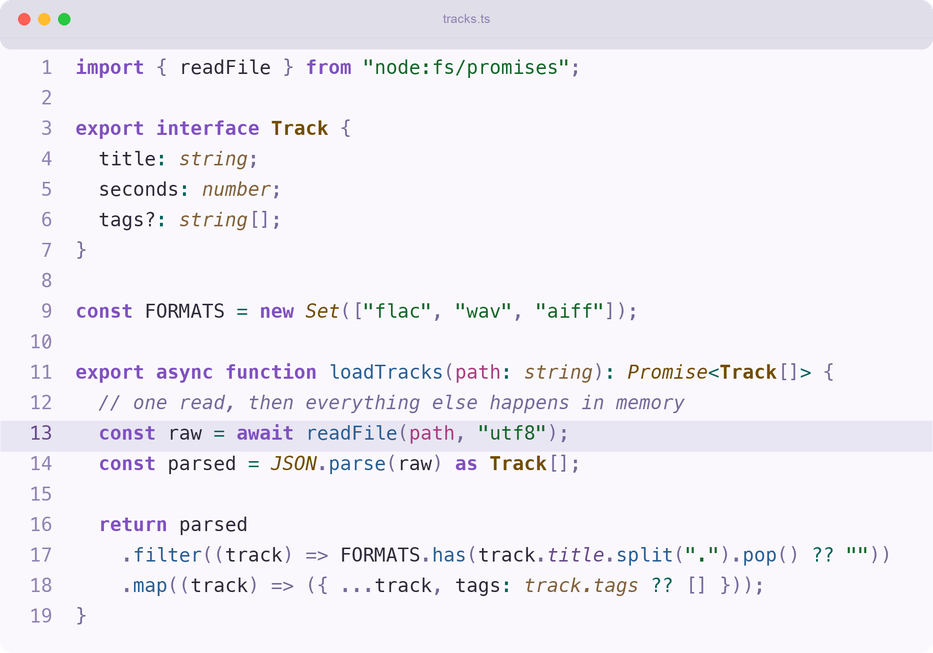 tracks.ts
1 import { readFile } from "node:fs/promises";
2
3 export interface Track {
4   title: string;
5   seconds: number;
6   tags?: string[];
7 }
8
9 const FORMATS = new Set(["flac", "wav", "aiff"]);
10
11 export async function loadTracks(path: string): Promise<Track[]> {
12   // one read, then everything else happens in memory
13   const raw = await readFile(path, "utf8");
14   const parsed = JSON.parse(raw) as Track[];
15
16   return parsed
17     .filter((track) => FORMATS.has(track.title.split(".").pop() ?? ""))
18     .map((track) => ({ ...track, tags: track.tags ?? [] }));
19 }